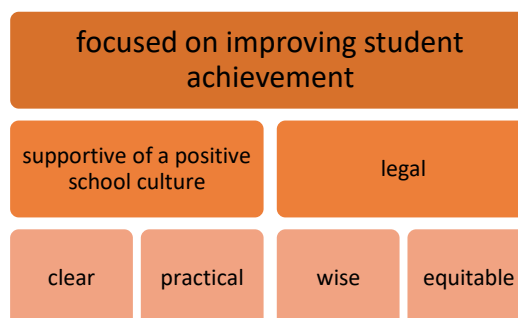 focused on improving student
achievement
supportive of a positive
school culture
legal
clear
practical
wise
equitable